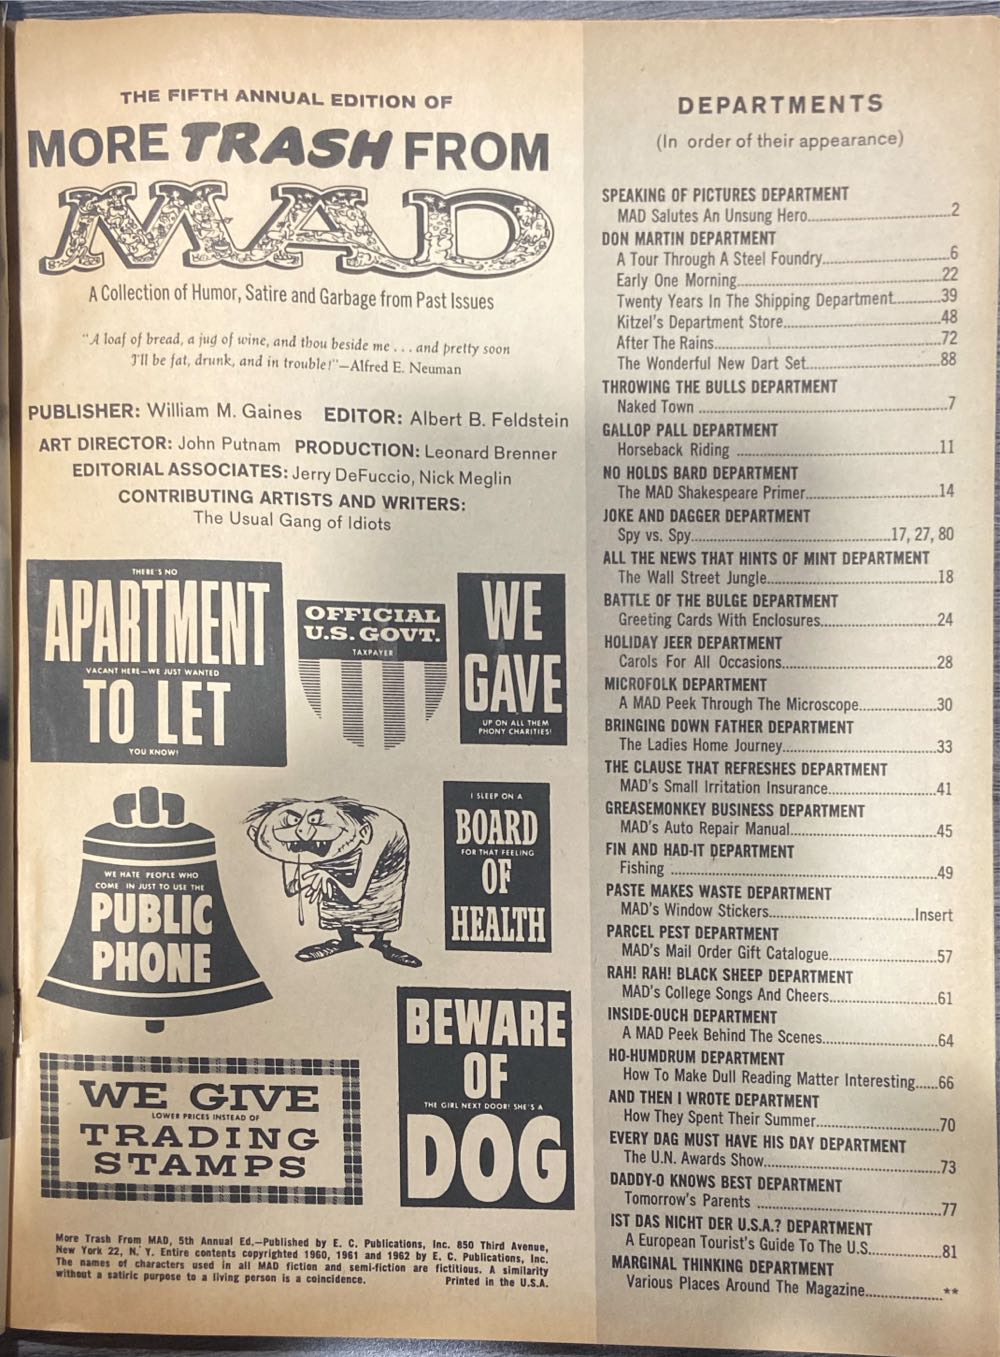 THE FIFTH ANNUAL EDITION OF
MORE TRASH FROM
MAD
A Collection of Humor, Satire and Garbage from Past Issues
"A loaf of bread, a jug of wine, and thou beside me . . . and pretty soon
I'll be fat, drunk, and in trouble!"—Alfred E. Neuman
PUBLISHER: William M. Gaines EDITOR: Albert B. Feldstein
ART DIRECTOR: John Putnam PRODUCTION: Leonard Brenner
EDITORIAL ASSOCIATES: Jerry DeFuccio, Nick Meglin
CONTRIBUTING ARTISTS AND WRITERS:
The Usual Gang of Idiots
THERE'S NO
APARTMENT
VACANT HERE—WE JUST WANTED
TO LET
YOU KNOW!
OFFICIAL
U.S. GOVT.
TAXPAYER
WE
GAVE
UP ON ALL THEM
PHONY CHARITIES!
WE HATE PEOPLE WHO
COME IN JUST TO USE THE
PUBLIC
PHONE
I SLEEP ON A
BOARD
FOR THAT FEELING
OF
HEALTH
BEWARE
OF
THE GIRL NEXT DOOR! SHE'S A
DOG
WE GIVE
LOWER PRICES INSTEAD OF
TRADING
STAMPS
More Trash From MAD, 5th Annual Ed.—Published by E. C. Publications, Inc. 850 Third Avenue,
New York 22, N. Y. Entire contents copyrighted 1960, 1961 and 1962 by E. C. Publications, Inc.
The names of characters used in all MAD fiction and semi-fiction are fictitious. A similarity
without a satiric purpose to a living person is a coincidence. Printed in the U.S.A.
DEPARTMENTS
(In order of their appearance)
SPEAKING OF PICTURES DEPARTMENT
MAD Salutes An Unsung Hero..............................2
DON MARTIN DEPARTMENT
A Tour Through A Steel Foundry..........................6
Early One Morning..........................................22
Twenty Years In The Shipping Department...........39
Kitzel's Department Store.................................48
After The Rains..............................................72
The Wonderful New Dart Set.............................88
THROWING THE BULLS DEPARTMENT
Naked Town ..................................................7
GALLOP PALL DEPARTMENT
Horseback Riding ..........................................11
NO HOLDS BARD DEPARTMENT
The MAD Shakespeare Primer............................14
JOKE AND DAGGER DEPARTMENT
Spy vs. Spy........................................17, 27, 80
ALL THE NEWS THAT HINTS OF MINT DEPARTMENT
The Wall Street Jungle....................................18
BATTLE OF THE BULGE DEPARTMENT
Greeting Cards With Enclosures.........................24
HOLIDAY JEER DEPARTMENT
Carols For All Occasions..................................28
MICROFOLK DEPARTMENT
A MAD Peek Through The Microscope................30
BRINGING DOWN FATHER DEPARTMENT
The Ladies Home Journey................................33
THE CLAUSE THAT REFRESHES DEPARTMENT
MAD's Small Irritation Insurance.......................41
GREASEMONKEY BUSINESS DEPARTMENT
MAD's Auto Repair Manual...............................45
FIN AND HAD-IT DEPARTMENT
Fishing .......................................................49
PASTE MAKES WASTE DEPARTMENT
MAD's Window Stickers..............................Insert
PARCEL PEST DEPARTMENT
MAD's Mail Order Gift Catalogue.......................57
RAH! RAH! BLACK SHEEP DEPARTMENT
MAD's College Songs And Cheers......................61
INSIDE-OUCH DEPARTMENT
A MAD Peek Behind The Scenes........................64
HO-HUMDRUM DEPARTMENT
How To Make Dull Reading Matter Interesting.....66
AND THEN I WROTE DEPARTMENT
How They Spent Their Summer..........................70
EVERY DAG MUST HAVE HIS DAY DEPARTMENT
The U.N. Awards Show....................................73
DADDY-O KNOWS BEST DEPARTMENT
Tomorrow's Parents .......................................77
IST DAS NICHT DER U.S.A.? DEPARTMENT
A European Tourist's Guide To The U.S..............81
MARGINAL THINKING DEPARTMENT
Various Places Around The Magazine..................**